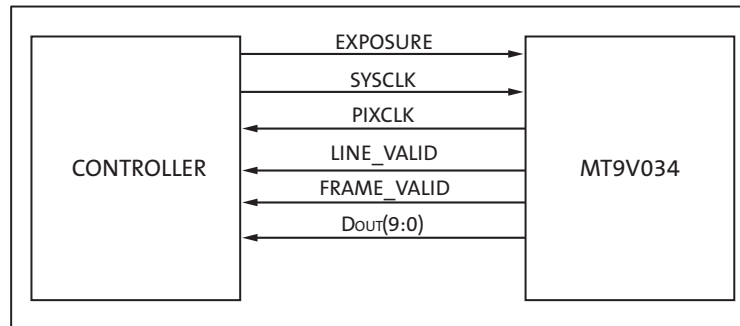 EXPOSURE
SYSCLK
PIXCLK
CONTROLLER
LINE_VALID
MT9V034
FRAME_VALID
DOUT(9:0)